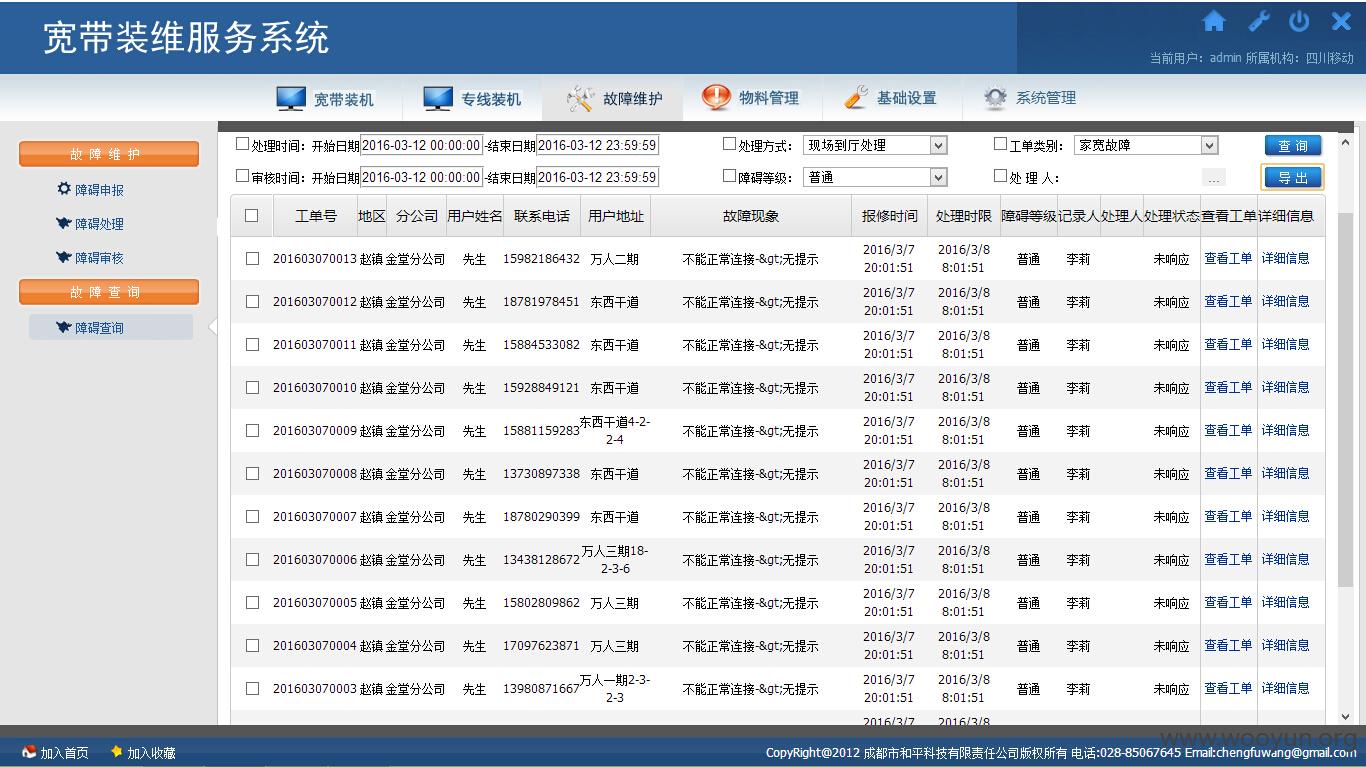 宽带装维服务系统
当前用户：admin 所属机构：四川移动
宽带装机 专线装机 故障维护 物料管理 基础设置 系统管理
故障维护
障碍申报
障碍处理
障碍审核
故障查询
障碍查询
处理时间：开始日期 2016-03-12 00:00:00 -结束日期 2016-03-12 23:59:59 处理方式： 现场到厅处理 工单类别： 家宽故障 查询
审核时间：开始日期 2016-03-12 00:00:00 -结束日期 2016-03-12 23:59:59 障碍等级： 普通 处 理 人： ... 导出
工单号 地区 分公司 用户姓名 联系电话 用户地址 故障现象 报修时间 处理时限 障碍等级 记录人 处理人 处理状态 查看工单 详细信息
201603070013 赵镇 金堂分公司 先生 15982186432 万人二期 不能正常连接-&gt;无提示 2016/3/7 20:01:51 2016/3/8 8:01:51 普通 李莉 未响应 查看工单 详细信息
201603070012 赵镇 金堂分公司 先生 18781978451 东西干道 不能正常连接-&gt;无提示 2016/3/7 20:01:51 2016/3/8 8:01:51 普通 李莉 未响应 查看工单 详细信息
201603070011 赵镇 金堂分公司 先生 15884533082 东西干道 不能正常连接-&gt;无提示 2016/3/7 20:01:51 2016/3/8 8:01:51 普通 李莉 未响应 查看工单 详细信息
201603070010 赵镇 金堂分公司 先生 15928849121 东西干道 不能正常连接-&gt;无提示 2016/3/7 20:01:51 2016/3/8 8:01:51 普通 李莉 未响应 查看工单 详细信息
201603070009 赵镇 金堂分公司 先生 15881159283 东西干道4-2-2-4 不能正常连接-&gt;无提示 2016/3/7 20:01:51 2016/3/8 8:01:51 普通 李莉 未响应 查看工单 详细信息
201603070008 赵镇 金堂分公司 先生 13730897338 东西干道 不能正常连接-&gt;无提示 2016/3/7 20:01:51 2016/3/8 8:01:51 普通 李莉 未响应 查看工单 详细信息
201603070007 赵镇 金堂分公司 先生 18780290399 东西干道 不能正常连接-&gt;无提示 2016/3/7 20:01:51 2016/3/8 8:01:51 普通 李莉 未响应 查看工单 详细信息
201603070006 赵镇 金堂分公司 先生 13438128672 万人三期18-2-3-6 不能正常连接-&gt;无提示 2016/3/7 20:01:51 2016/3/8 8:01:51 普通 李莉 未响应 查看工单 详细信息
201603070005 赵镇 金堂分公司 先生 15802809862 万人三期 不能正常连接-&gt;无提示 2016/3/7 20:01:51 2016/3/8 8:01:51 普通 李莉 未响应 查看工单 详细信息
201603070004 赵镇 金堂分公司 先生 17097623871 万人三期 不能正常连接-&gt;无提示 2016/3/7 20:01:51 2016/3/8 8:01:51 普通 李莉 未响应 查看工单 详细信息
201603070003 赵镇 金堂分公司 先生 13980871667 万人一期2-3-2-3 不能正常连接-&gt;无提示 2016/3/7 20:01:51 2016/3/8 8:01:51 普通 李莉 未响应 查看工单 详细信息
2016/3/7 2016/3/8
www.wooyun.org
加入首页 加入收藏 CopyRight@2012 成都市和平科技有限责任公司版权所有 电话:028-85067645 Email:chengfuwang@gmail.com